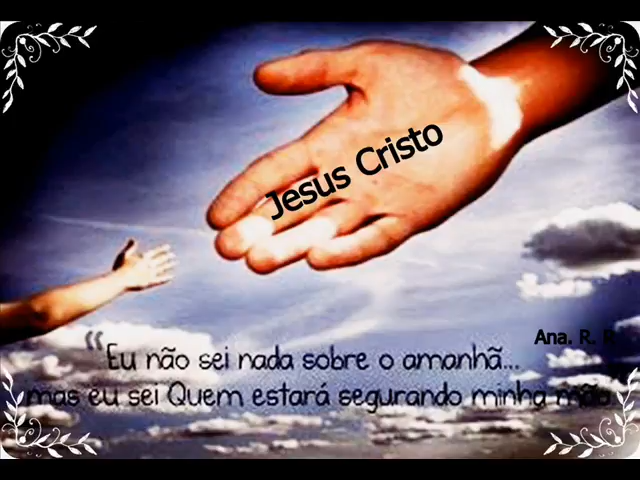 Jesus Cristo
Ana. R. R
“Eu não sei nada sobre o amanhã...
mas eu sei Quem estará segurando minha mão